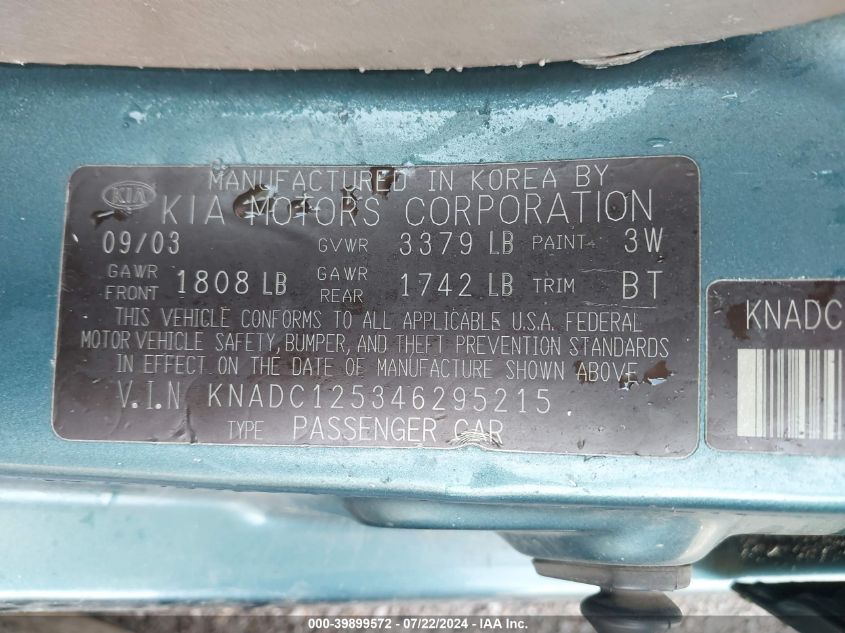 MANUFACTURED IN KOREA BY
KIA KIA MOTORS CORPORATION
09/03 GVWR 3379 LB PAINT 3W
GAWR FRONT 1808 LB GAWR REAR 1742 LB TRIM BT
THIS VEHICLE CONFORMS TO ALL APPLICABLE U.S.A. FEDERAL
MOTOR VEHICLE SAFETY, BUMPER, AND THEFT PREVENTION STANDARDS
IN EFFECT ON THE DATE OF MANUFACTURE SHOWN ABOVE
V.I.N KNADC125346295215
TYPE PASSENGER CAR
KNADC
000-39899572 - 07/22/2024 - IAA Inc.